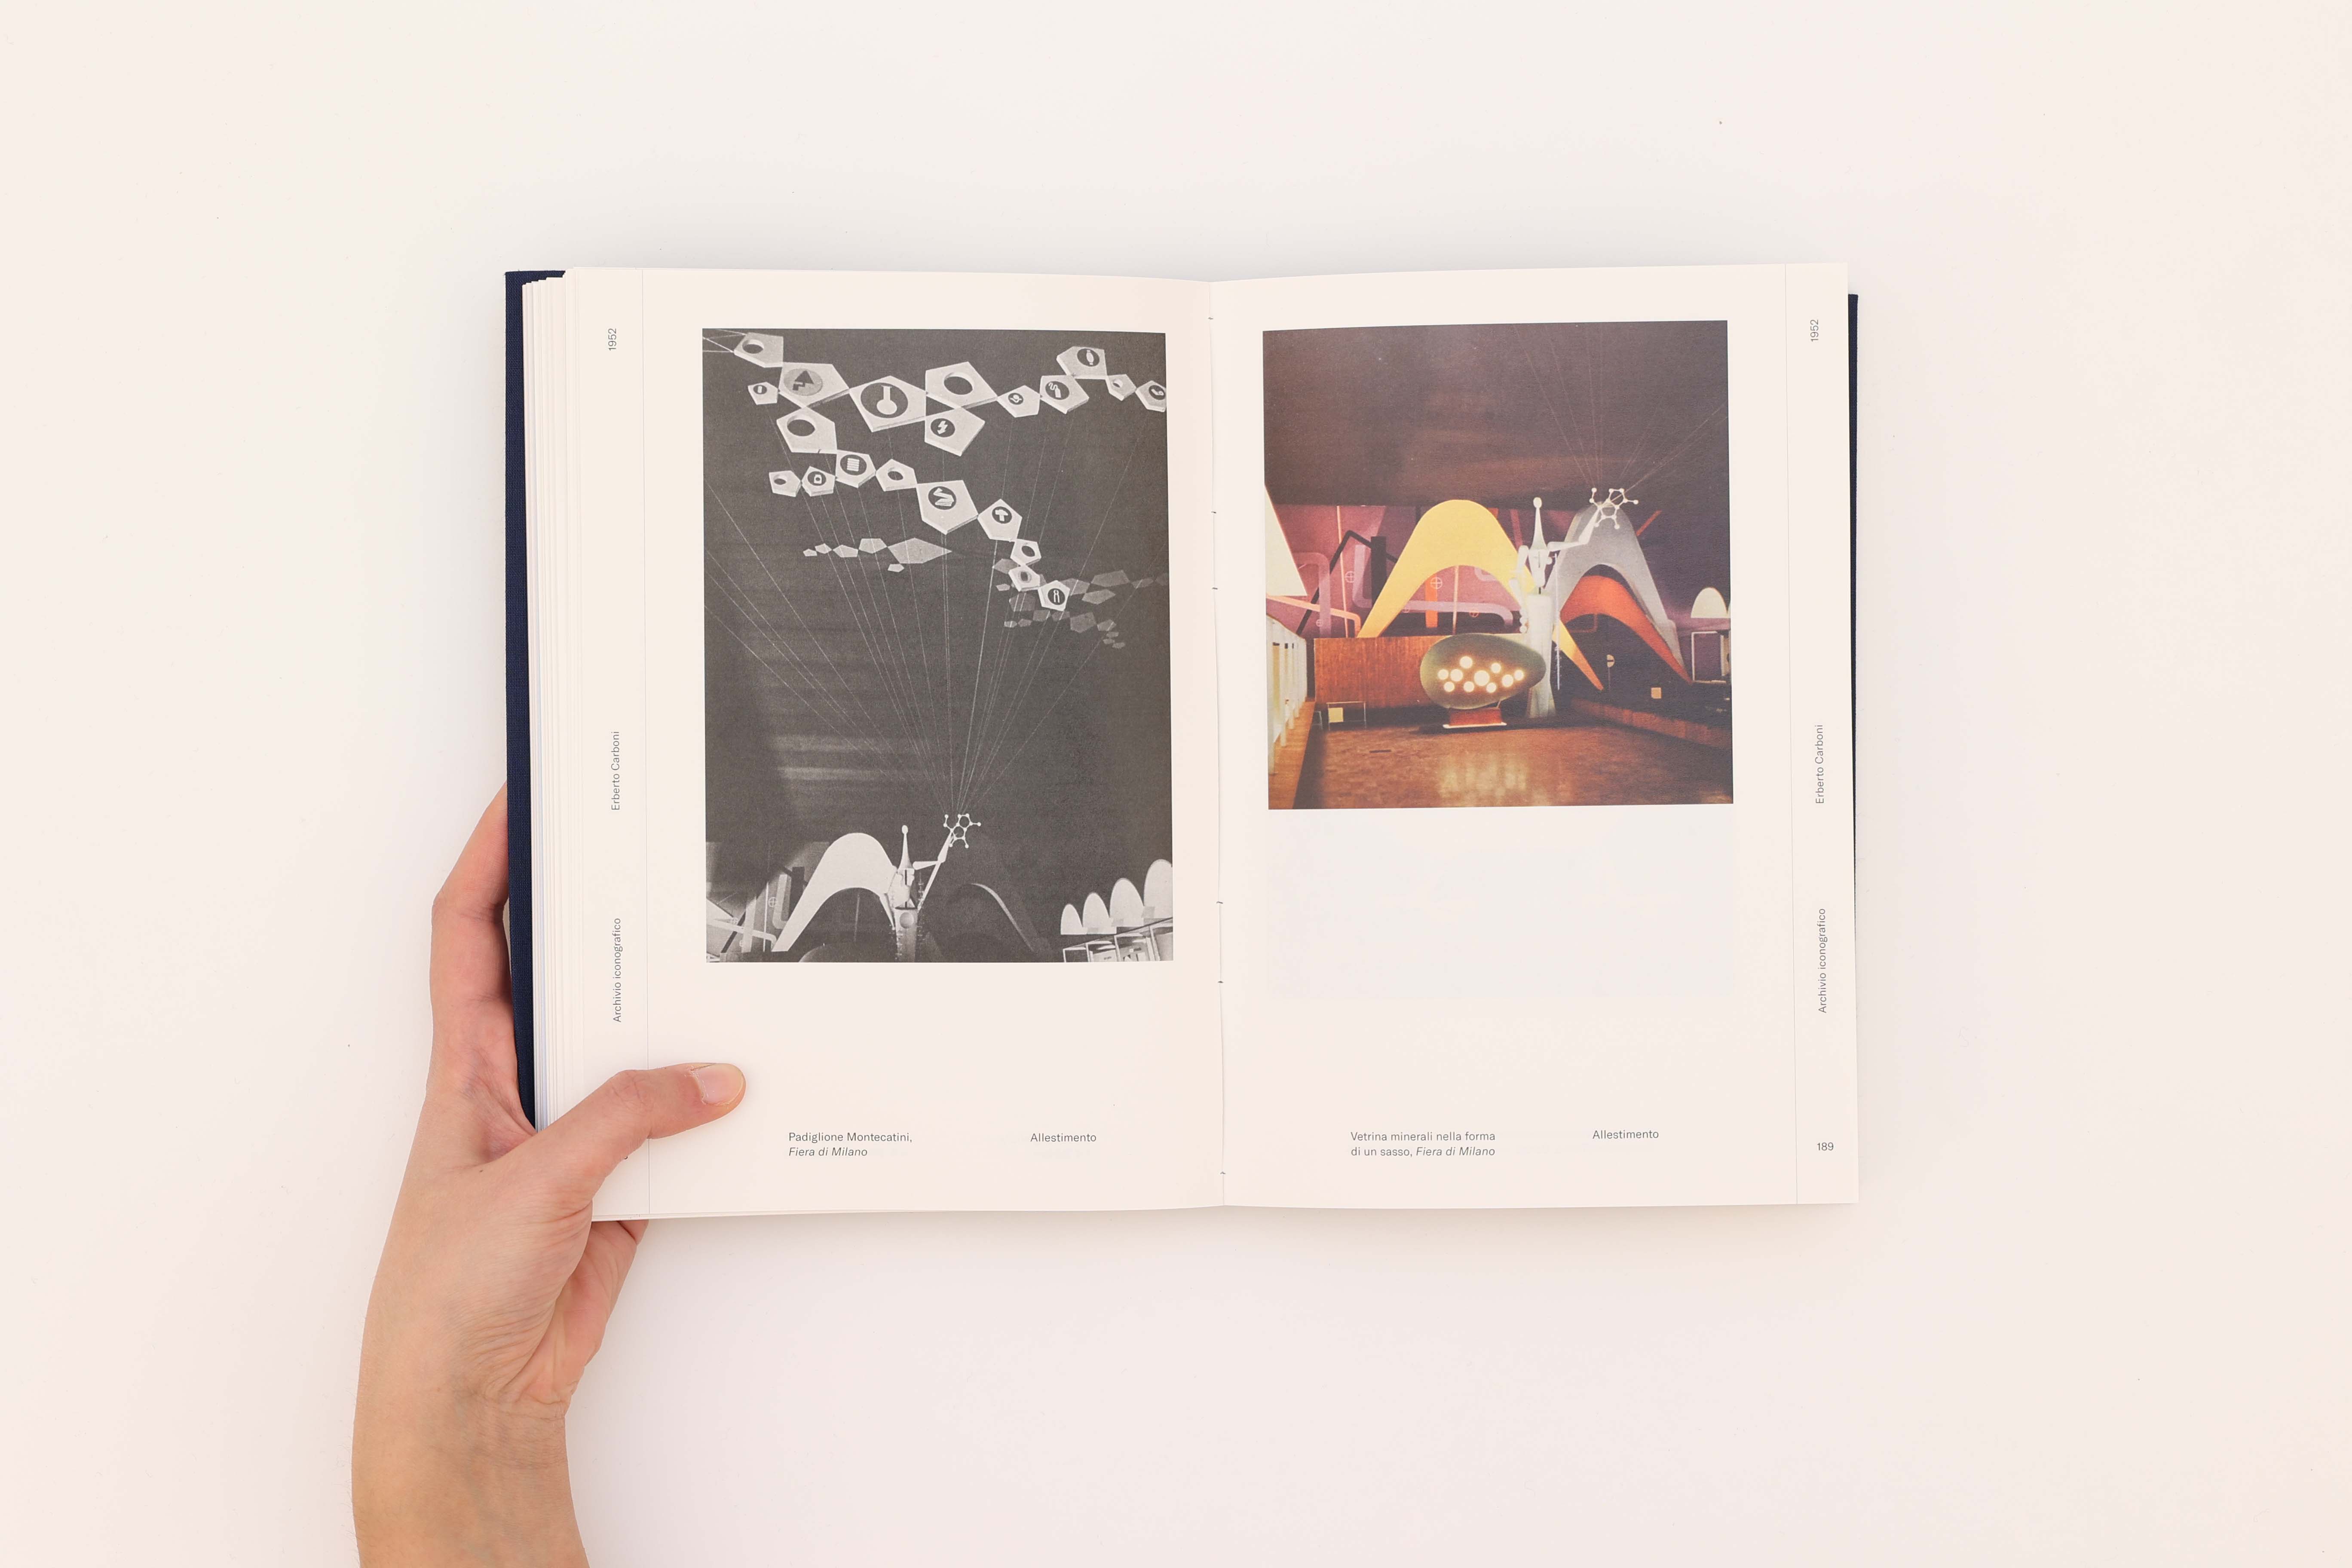 1952
Erberto Carboni
Archivio iconografico
Padiglione Montecatini,
Fiera di Milano
Allestimento
1952
Erberto Carboni
Archivio iconografico
Vetrina minerali nella forma
di un sasso, Fiera di Milano
Allestimento
189